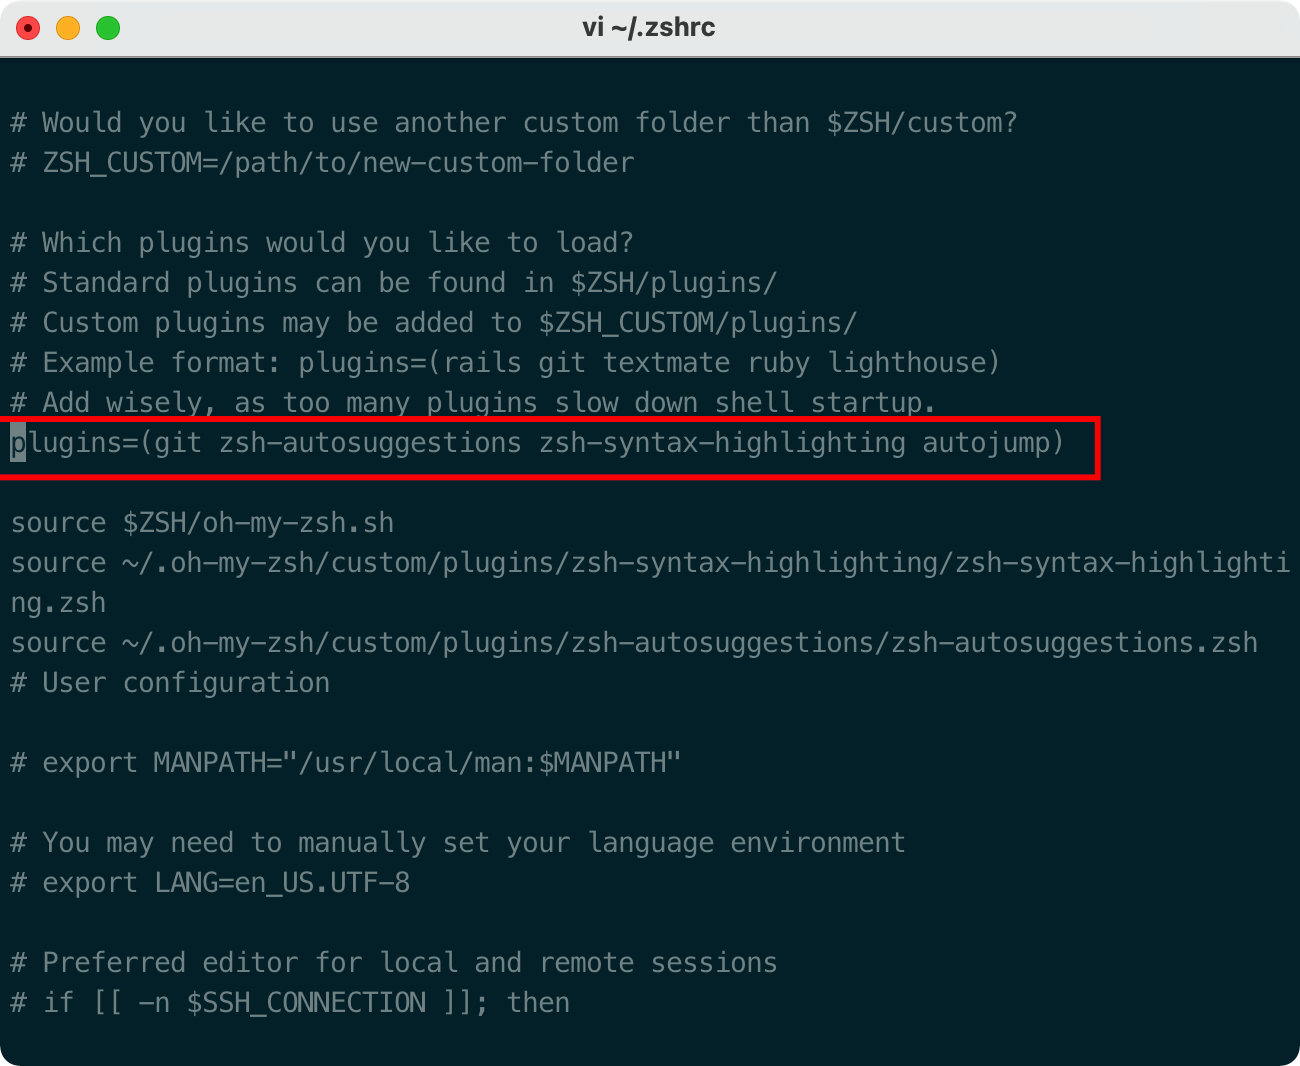 vi ~/.zshrc
# Would you like to use another custom folder than $ZSH/custom?
# ZSH_CUSTOM=/path/to/new-custom-folder
# Which plugins would you like to load?
# Standard plugins can be found in $ZSH/plugins/
# Custom plugins may be added to $ZSH_CUSTOM/plugins/
# Example format: plugins=(rails git textmate ruby lighthouse)
# Add wisely, as too many plugins slow down shell startup.
plugins=(git zsh-autosuggestions zsh-syntax-highlighting autojump)
source $ZSH/oh-my-zsh.sh
source ~/.oh-my-zsh/custom/plugins/zsh-syntax-highlighting/zsh-syntax-highlighti
ng.zsh
source ~/.oh-my-zsh/custom/plugins/zsh-autosuggestions/zsh-autosuggestions.zsh
# User configuration
# export MANPATH="/usr/local/man:$MANPATH"
# You may need to manually set your language environment
# export LANG=en_US.UTF-8
# Preferred editor for local and remote sessions
# if [[ -n $SSH_CONNECTION ]]; then